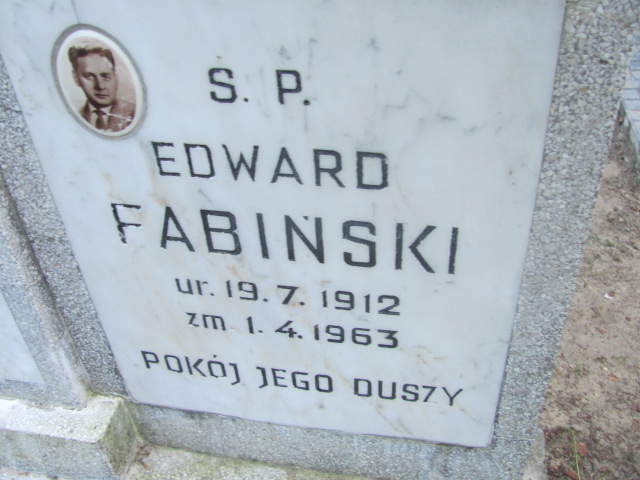 Ś. P.
EDWARD
FABIŃSKI
ur. 19. 7. 1912
zm 1. 4. 1963
POKÓJ JEGO DUSZY